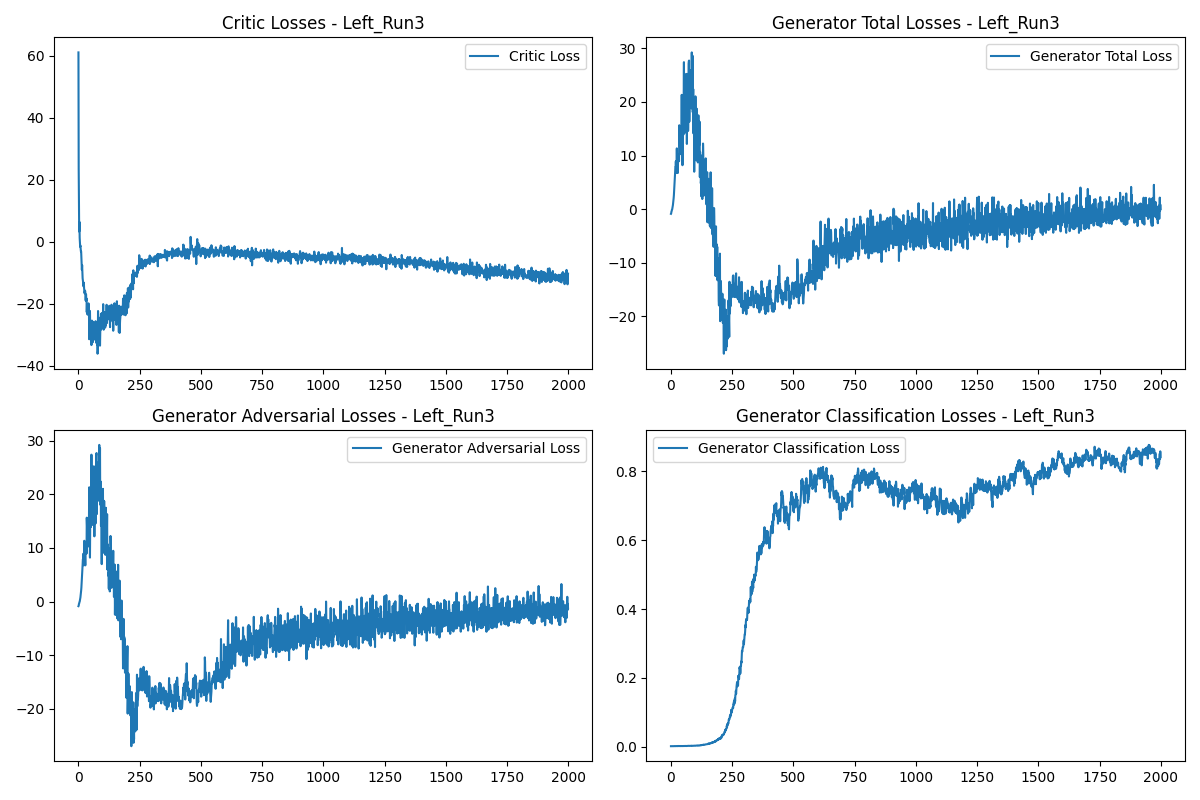 Critic Losses - Left_Run3
Critic Loss
60
40
20
0
−20
−40
0 250 500 750 1000 1250 1500 1750 2000
Generator Total Losses - Left_Run3
Generator Total Loss
30
20
10
0
−10
−20
0 250 500 750 1000 1250 1500 1750 2000
Generator Adversarial Losses - Left_Run3
Generator Adversarial Loss
30
20
10
0
−10
−20
0 250 500 750 1000 1250 1500 1750 2000
Generator Classification Losses - Left_Run3
Generator Classification Loss
0.8
0.6
0.4
0.2
0.0
0 250 500 750 1000 1250 1500 1750 2000